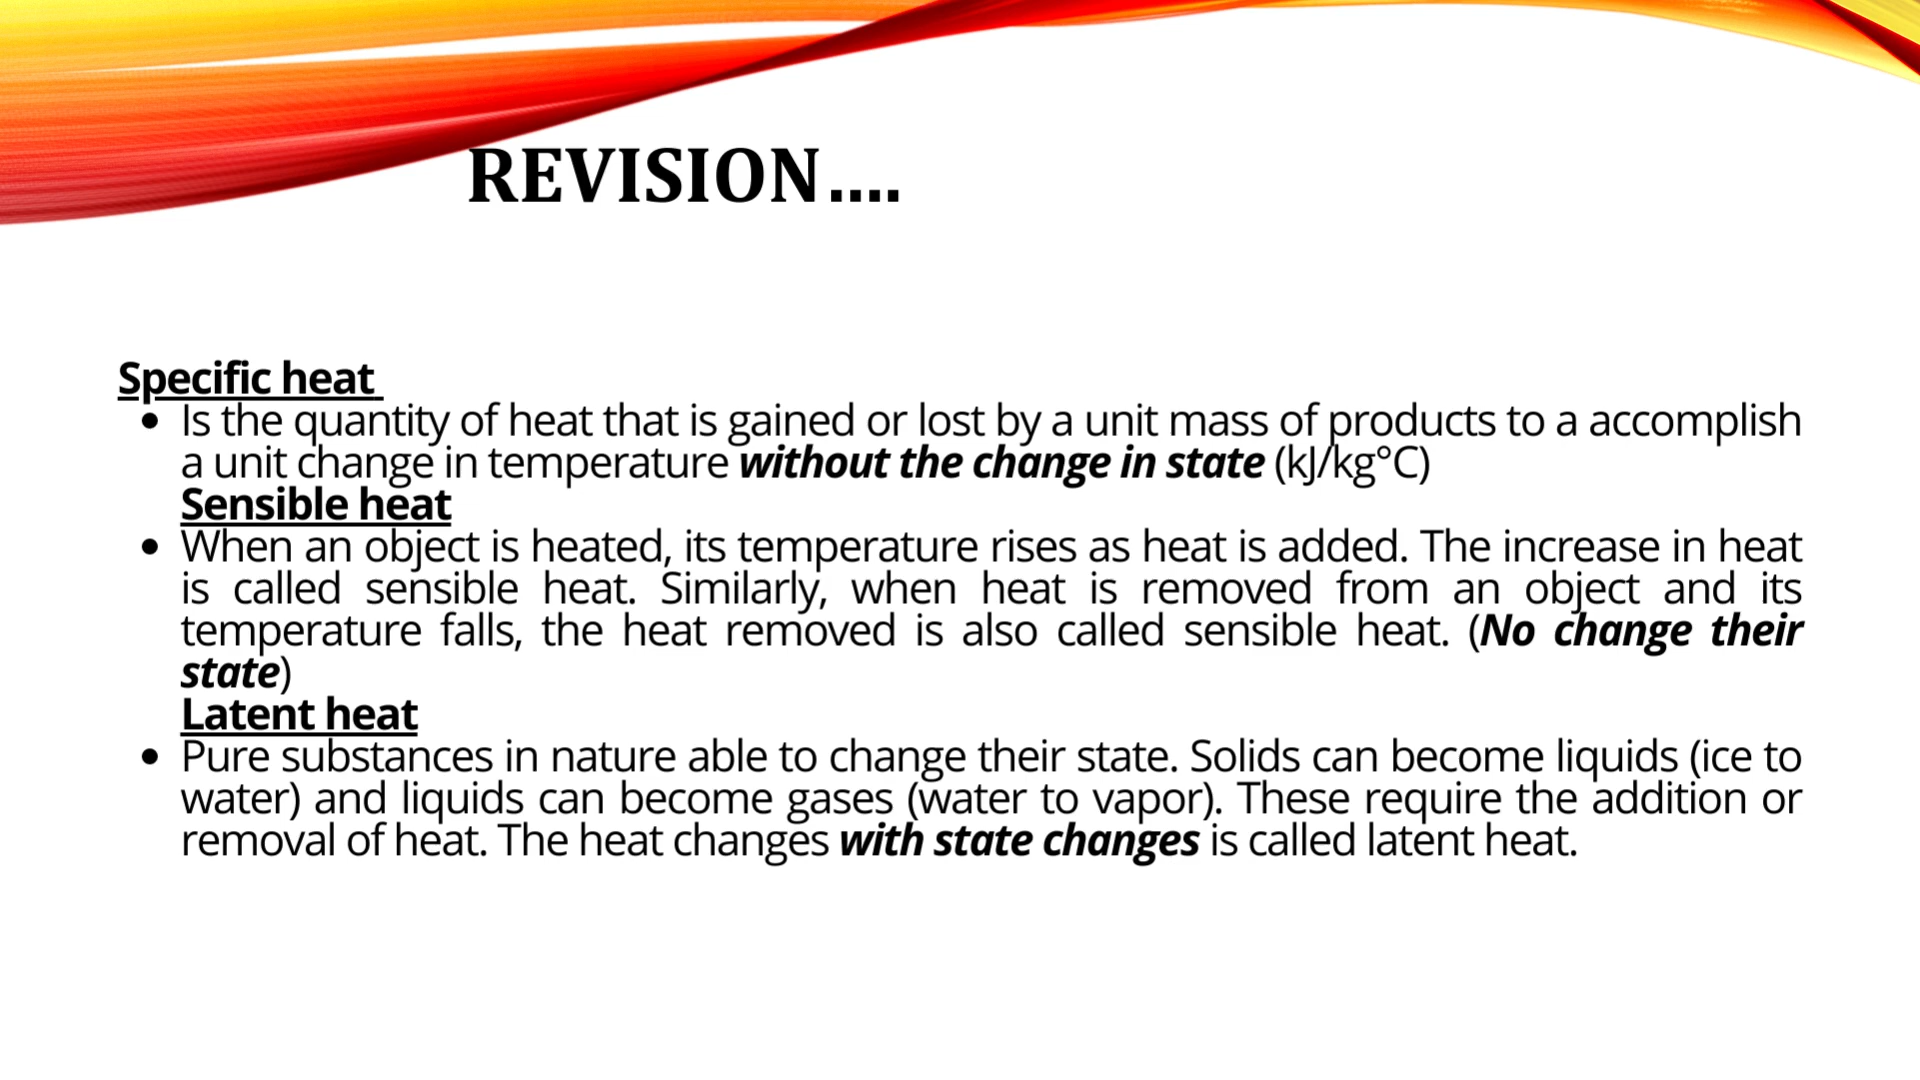 REVISION....
Specific heat
• Is the quantity of heat that is gained or lost by a unit mass of products to a accomplish
a unit change in temperature without the change in state (kJ/kg°C)
Sensible heat
• When an object is heated, its temperature rises as heat is added. The increase in heat
is called sensible heat. Similarly, when heat is removed from an object and its
temperature falls, the heat removed is also called sensible heat. (No change their
state)
Latent heat
• Pure substances in nature able to change their state. Solids can become liquids (ice to
water) and liquids can become gases (water to vapor). These require the addition or
removal of heat. The heat changes with state changes is called latent heat.